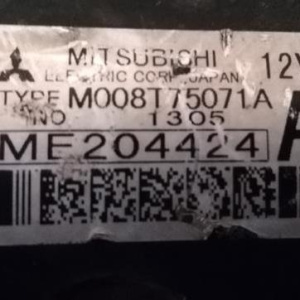 MITSUBISHI 12V
ELECTRIC CORP. JAPAN
TYPE M008T75071A
NO 1305
ME204424 A